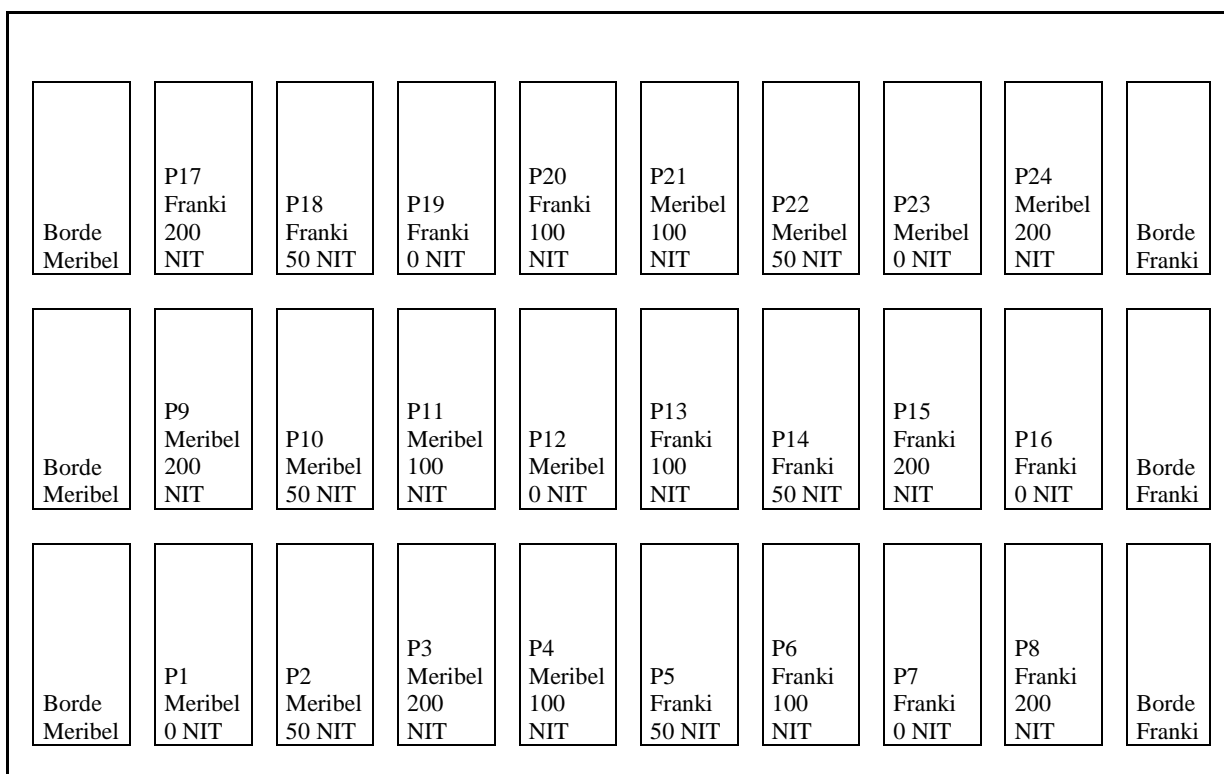 Borde
Meribel
P17
Franki
200
NIT
P18
Franki
50 NIT
P19
Franki
0 NIT
P20
Franki
100
NIT
P21
Meribel
100
NIT
P22
Meribel
50 NIT
P23
Meribel
0 NIT
P24
Meribel
200
NIT
Borde
Franki
Borde
Meribel
P9
Meribel
200
NIT
P10
Meribel
50 NIT
P11
Meribel
100
NIT
P12
Meribel
0 NIT
P13
Franki
100
NIT
P14
Franki
50 NIT
P15
Franki
200
NIT
P16
Franki
0 NIT
Borde
Franki
Borde
Meribel
P1
Meribel
0 NIT
P2
Meribel
50 NIT
P3
Meribel
200
NIT
P4
Meribel
100
NIT
P5
Franki
50 NIT
P6
Franki
100
NIT
P7
Franki
0 NIT
P8
Franki
200
NIT
Borde
Franki